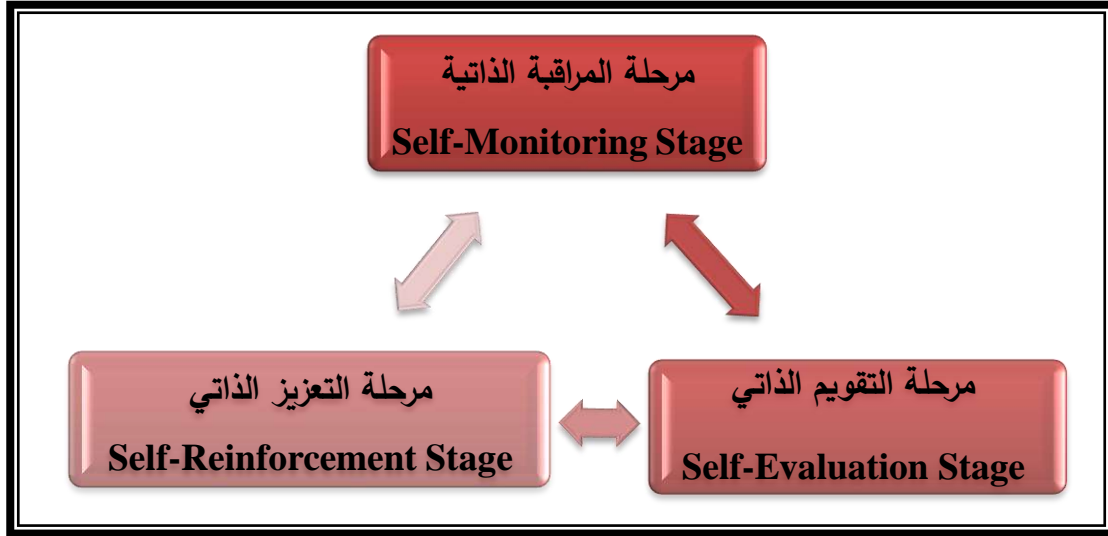 مرحلة المراقبة الذاتية
Self-Monitoring Stage
مرحلة التقويم الذاتي
Self-Evaluation Stage
مرحلة التعزيز الذاتي
Self-Reinforcement Stage